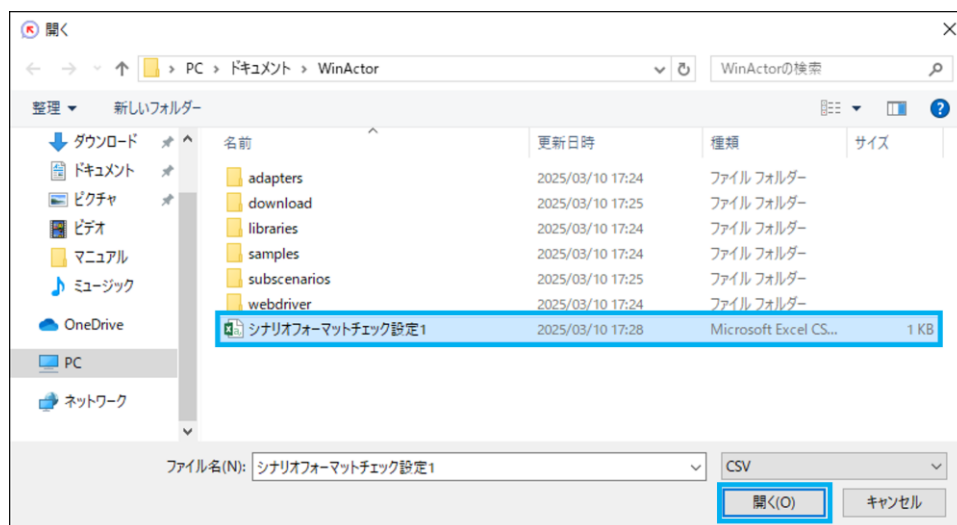 開く
PC › ドキュメント › WinActor
WinActorの検索
整理 新しいフォルダー
名前 更新日時 種類 サイズ
ダウンロード
ドキュメント
ピクチャ
ビデオ
マニュアル
ミュージック
OneDrive
PC
ネットワーク
adapters 2025/03/10 17:24 ファイル フォルダー
download 2025/03/10 17:25 ファイル フォルダー
libraries 2025/03/10 17:24 ファイル フォルダー
samples 2025/03/10 17:24 ファイル フォルダー
subscenarios 2025/03/10 17:25 ファイル フォルダー
webdriver 2025/03/10 17:24 ファイル フォルダー
シナリオフォーマットチェック設定1 2025/03/10 17:28 Microsoft Excel CS... 1 KB
ファイル名(N): シナリオフォーマットチェック設定1 CSV
開く(O) キャンセル